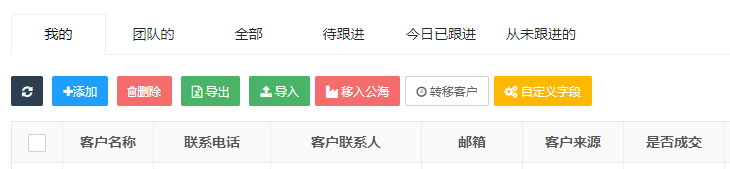 我的 团队的 全部 待跟进 今日已跟进 从未跟进的
添加 删除 导出 导入 移入公海 转移客户 自定义字段
客户名称 联系电话 客户联系人 邮箱 客户来源 是否成交